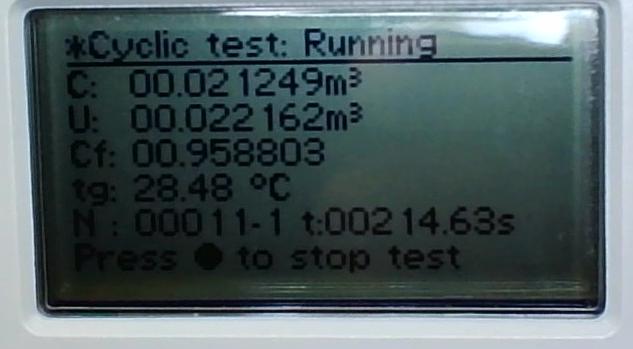 *Cyclic test: Running
C: 00.021249m³
U: 00.022162m³
Cf: 00.958803
tg: 28.48 °C
N : 00011-1 t:00214.63s
Press ● to stop test